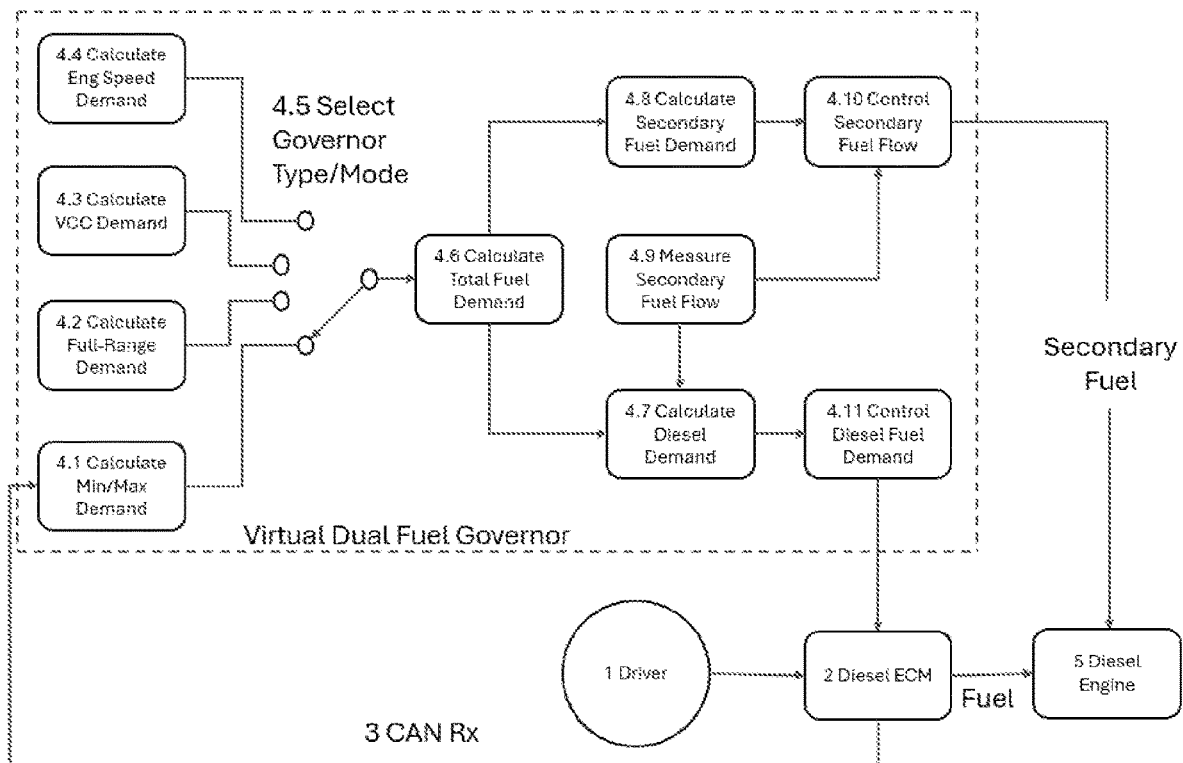 4.4 Calculate
Eng Speed
Demand
4.5 Select
Governor
Type/Mode
4.8 Calculate
Secondary
Fuel Demand
4.10 Control
Secondary
Fuel Flow
4.3 Calculate
VCC Demand
4.6 Calculate
Total Fuel
Demand
4.9 Measure
Secondary
Fuel Flow
4.2 Calculate
Full-Range
Demand
Secondary
Fuel
4.7 Calculate
Diesel
Demand
4.11 Control
Diesel Fuel
Demand
4.1 Calculate
Min/Max
Demand
Virtual Dual Fuel Governor
1 Driver
2 Diesel ECM
Fuel
5 Diesel
Engine
3 CAN Rx